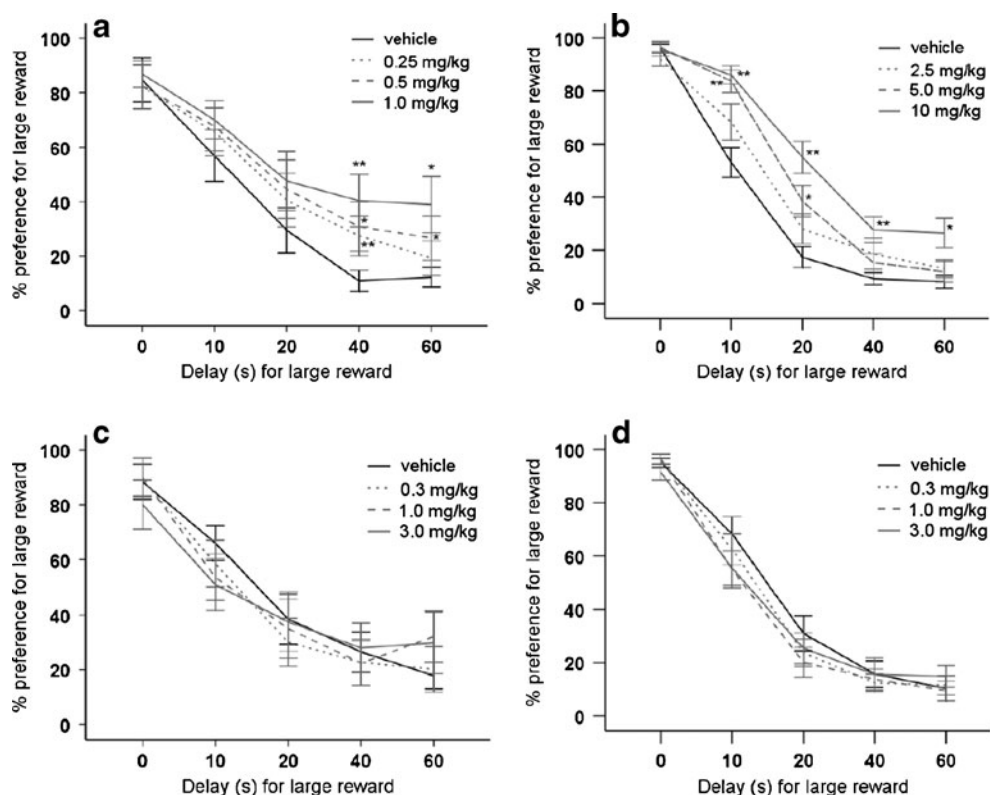 a
% preference for large reward
100
80
60
40
20
0
vehicle
0.25 mg/kg
0.5 mg/kg
1.0 mg/kg
**
*
*
**
*
0 10 20 40 60
Delay (s) for large reward
b
% preference for large reward
100
80
60
40
20
0
vehicle
2.5 mg/kg
5.0 mg/kg
10 mg/kg
**
**
**
*
**
*
0 10 20 40 60
Delay (s) for large reward
c
% preference for large reward
100
80
60
40
20
0
vehicle
0.3 mg/kg
1.0 mg/kg
3.0 mg/kg
0 10 20 40 60
Delay (s) for large reward
d
% preference for large reward
100
80
60
40
20
0
vehicle
0.3 mg/kg
1.0 mg/kg
3.0 mg/kg
0 10 20 40 60
Delay (s) for large reward